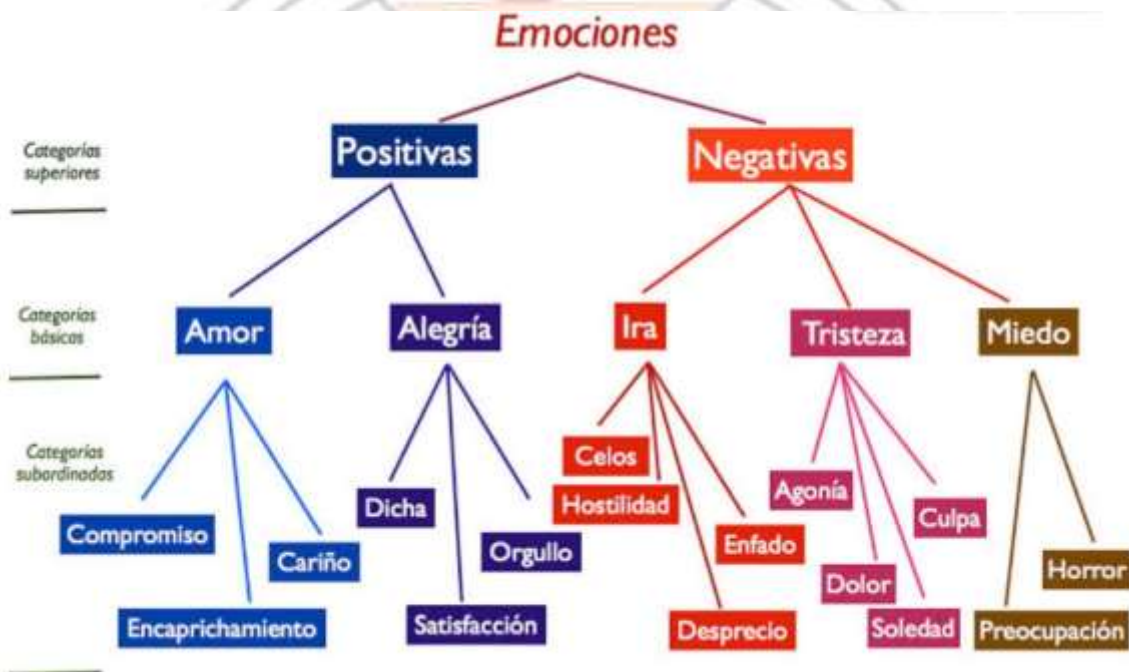 Emociones
Categorías
superiores
Positivas
Negativas
Categorías
básicas
Amor
Alegría
Ira
Tristeza
Miedo
Categorías
subordinadas
Celos
Dicha
Hostilidad
Agonía
Culpa
Compromiso
Cariño
Orgullo
Enfado
Dolor
Horror
Encaprichamiento
Satisfacción
Desprecio
Soledad
Preocupación